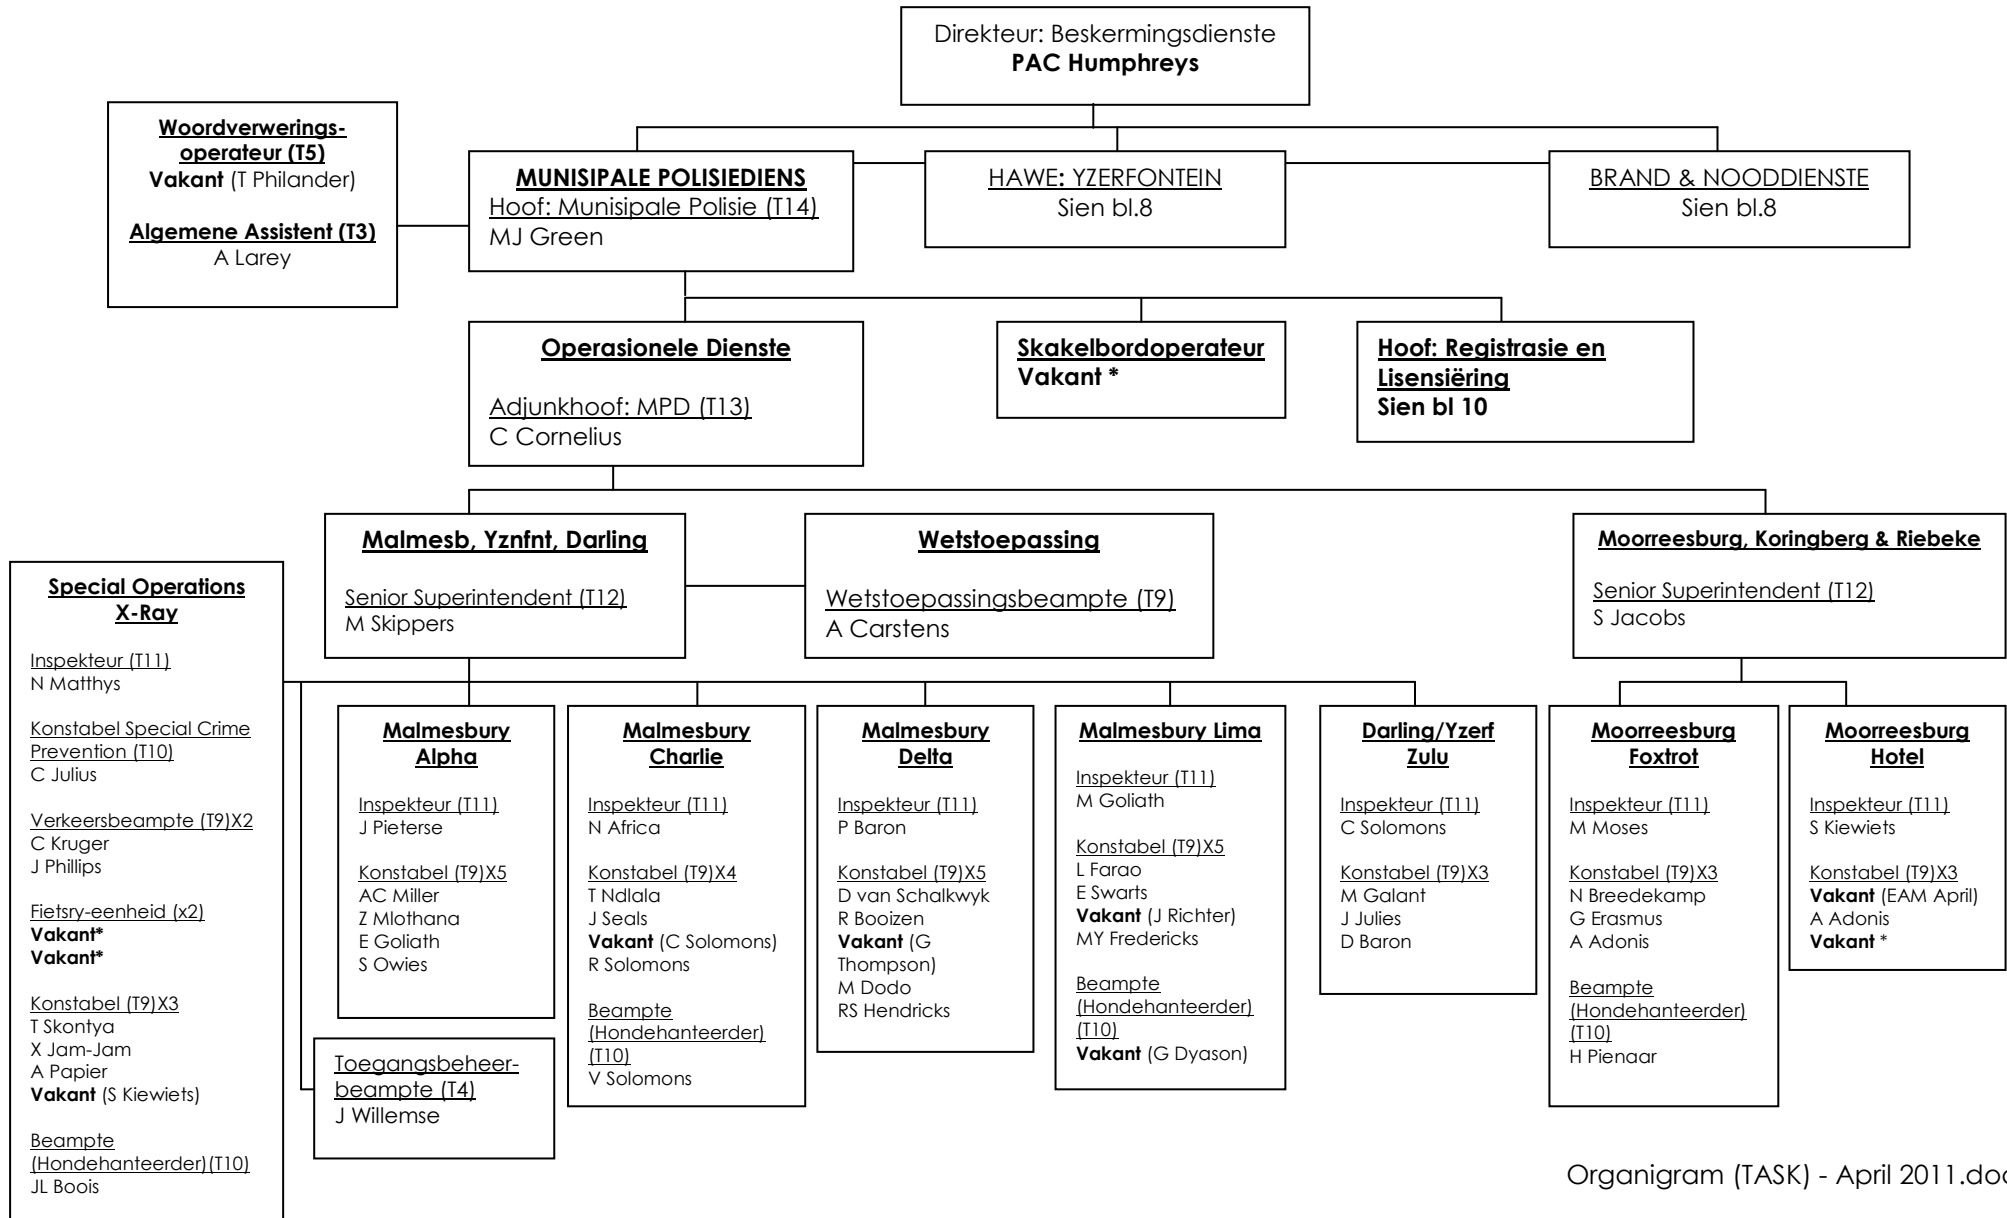 Direkteur: Beskermingsdienste
PAC Humphreys
Woordverwerings-
operateur (T5)
Vakant (T Philander)
Algemene Assistent (T3)
A Larey
MUNISIPALE POLISIEDIENS
Hoof: Munisipale Polisie (T14)
MJ Green
HAWE: YZERFONTEIN
Sien bl.8
BRAND & NOODDIENSTE
Sien bl.8
Operasionele Dienste
Adjunkhoof: MPD (T13)
C Cornelius
Skakelbordoperateur
Vakant *
Hoof: Registrasie en
Lisensiëring
Sien bl 10
Malmesb, Yznfnt, Darling
Senior Superintendent (T12)
M Skippers
Wetstoepassing
Wetstoepassingsbeampte (T9)
A Carstens
Moorreesburg, Koringberg & Riebeke
Senior Superintendent (T12)
S Jacobs
Special Operations
X-Ray
Inspekteur (T11)
N Matthys
Konstabel Special Crime
Prevention (T10)
C Julius
Verkeersbeampte (T9)X2
C Kruger
J Phillips
Fietsry-eenheid (x2)
Vakant*
Vakant*
Konstabel (T9)X3
T Skontya
X Jam-Jam
A Papier
Vakant (S Kiewiets)
Beampte
(Hondehanteerder)(T10)
JL Boois
Malmesbury
Alpha
Inspekteur (T11)
J Pieterse
Konstabel (T9)X5
AC Miller
Z Mlothana
E Goliath
S Owies
Toegangsbeheer-
beampte (T4)
J Willemse
Malmesbury
Charlie
Inspekteur (T11)
N Africa
Konstabel (T9)X4
T Ndlala
J Seals
Vakant (C Solomons)
R Solomons
Beampte
(Hondehanteerder)
(T10)
V Solomons
Malmesbury
Delta
Inspekteur (T11)
P Baron
Konstabel (T9)X5
D van Schalkwyk
R Booizen
Vakant (G
Thompson)
M Dodo
RS Hendricks
Malmesbury Lima
Inspekteur (T11)
M Goliath
Konstabel (T9)X5
L Farao
E Swarts
Vakant (J Richter)
MY Fredericks
Beampte
(Hondehanteerder)
(T10)
Vakant (G Dyason)
Darling/Yzerf
Zulu
Inspekteur (T11)
C Solomons
Konstabel (T9)X3
M Galant
J Julies
D Baron
Moorreesburg
Foxtrot
Inspekteur (T11)
M Moses
Konstabel (T9)X3
N Breedekamp
G Erasmus
A Adonis
Beampte
(Hondehanteerder)
(T10)
H Pienaar
Moorreesburg
Hotel
Inspekteur (T11)
S Kiewiets
Konstabel (T9)X3
Vakant (EAM April)
A Adonis
Vakant *
Organigram (TASK) - April 2011.doc